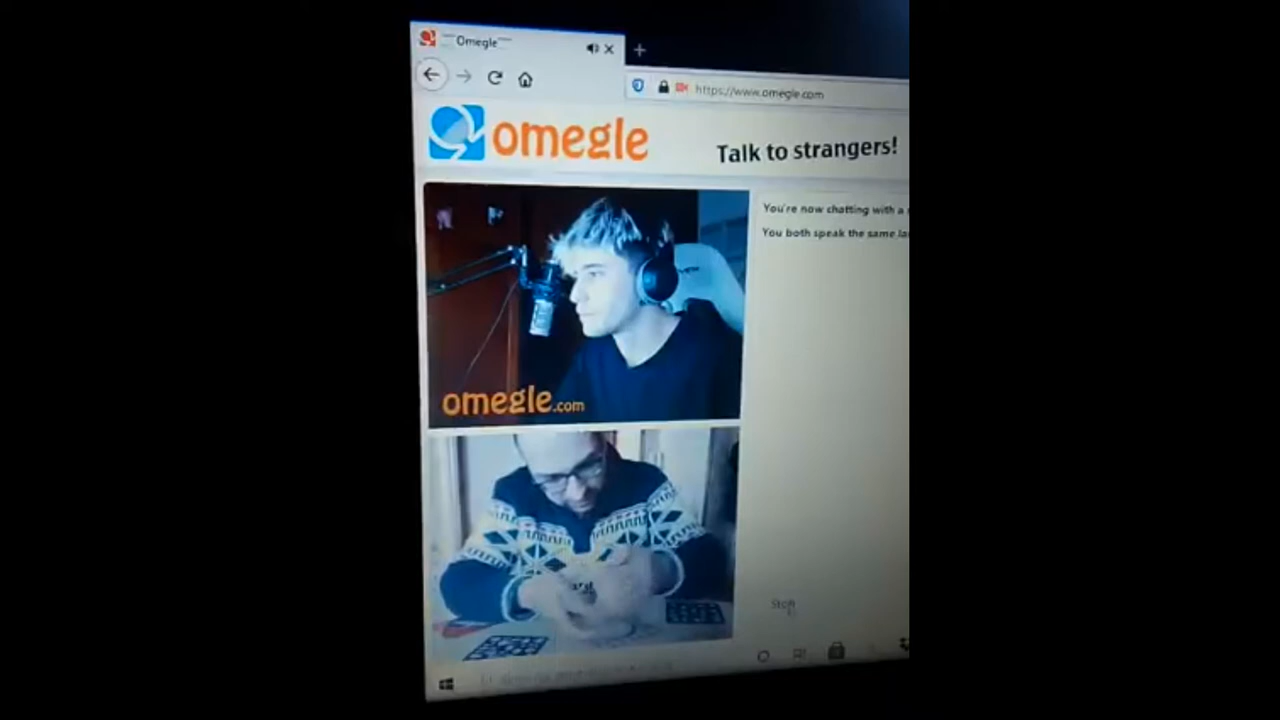 Omegle
https://www.omegle.com
omegle
Talk to strangers!
You're now chatting with a
You both speak the same
omegle.com
Stop